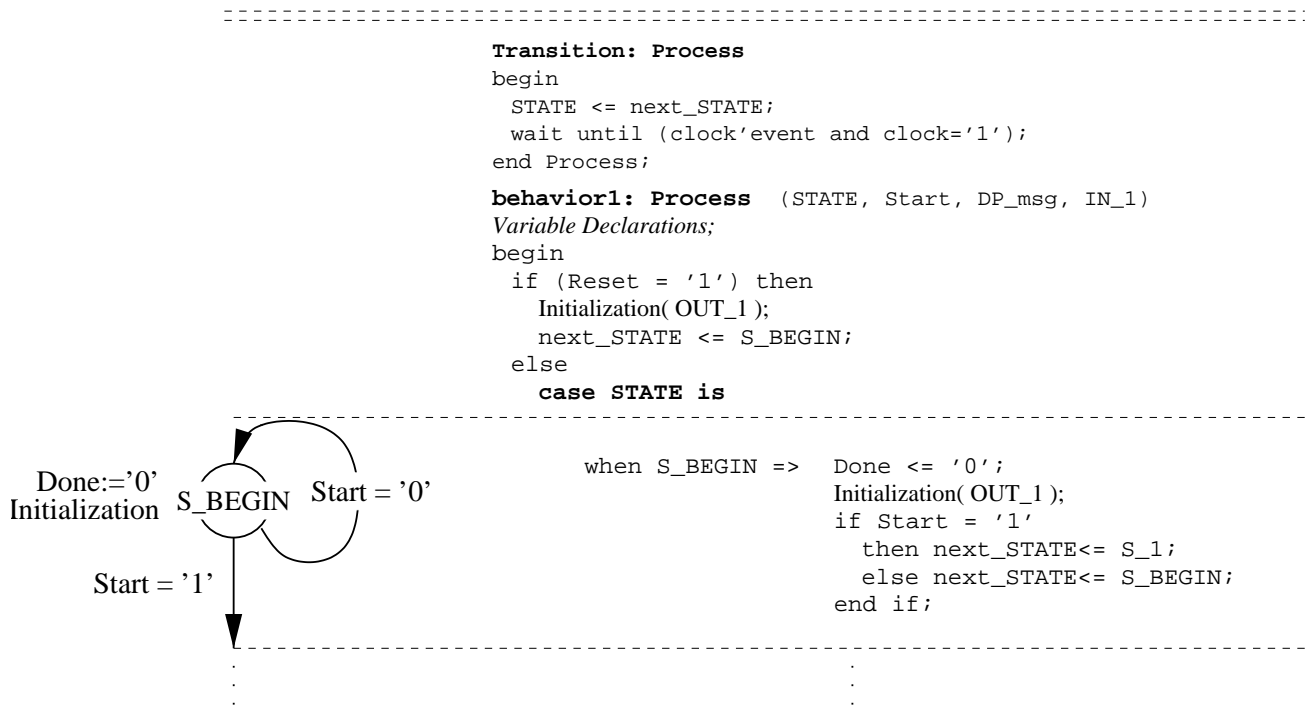 Transition: Process
begin
STATE <= next_STATE;
wait until (clock’event and clock=’1’);
end Process;
behavior1: Process (STATE, Start, DP_msg, IN_1)
Variable Declarations;
begin
if (Reset = ’1’) then
Initialization( OUT_1 );
next_STATE <= S_BEGIN;
else
case STATE is
Done:=’0’
Initialization
S_BEGIN
Start = ’0’
Start = ’1’
when S_BEGIN => Done <= ’0’;
Initialization( OUT_1 );
if Start = ’1’
then next_STATE<= S_1;
else next_STATE<= S_BEGIN;
end if;